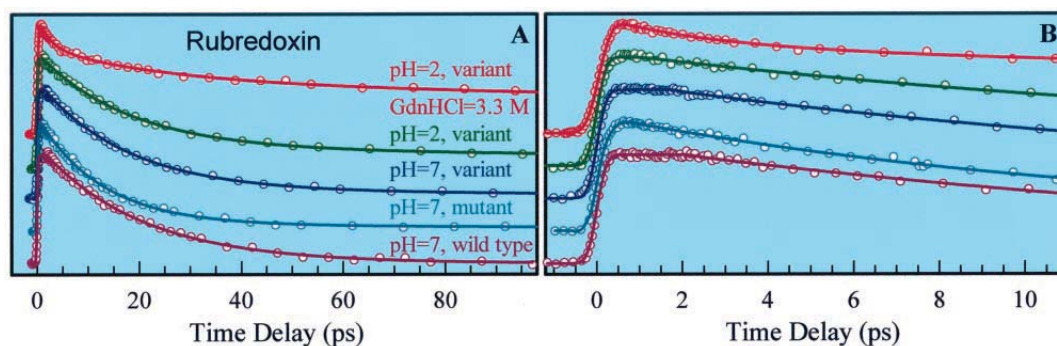 Rubredoxin
A
pH=2, variant
GdnHCl=3.3 M
pH=2, variant
pH=7, variant
pH=7, mutant
pH=7, wild type
0 20 40 60 80
Time Delay (ps)
B
0 2 4 6 8 10
Time Delay (ps)